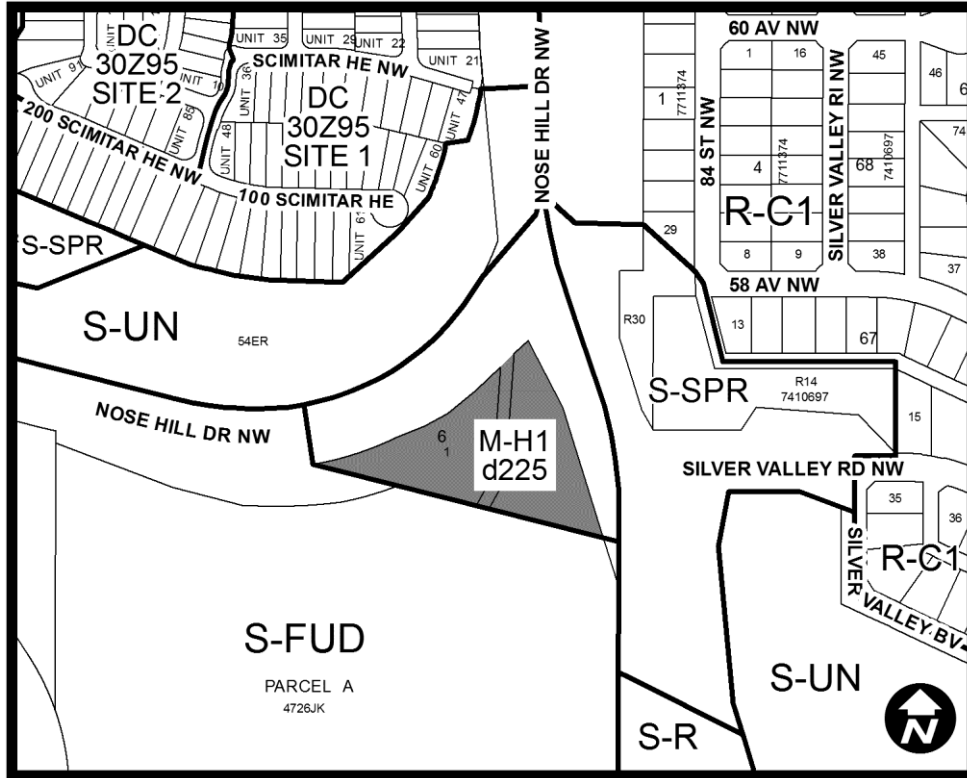 UNIT 35
UNIT 29
UNIT 22
UNIT 21
60 AV NW
DC
30Z95
SITE 2
UNIT 91
UNIT 10
UNIT 36
SCIMITAR HE NW
DC
30Z95
SITE 1
UNIT 47
UNIT 85
UNIT 48
UNIT 60
200 SCIMITAR HE NW
100 SCIMITAR HE
UNIT 61
NOSE HILL DR NW
1
7711374
84 ST NW
1
16
4
7711374
R-C1
8
9
SILVER VALLEY RI NW
45
68
7410697
38
46
6
74
37
29
58 AV NW
S-SPR
S-UN
54ER
R30
13
67
S-SPR
R14
7410697
15
NOSE HILL DR NW
6
1
M-H1
d225
SILVER VALLEY RD NW
35
36
R-C1
SILVER
VALLEY BV
S-FUD
PARCEL A
4726JK
S-UN
S-R
N